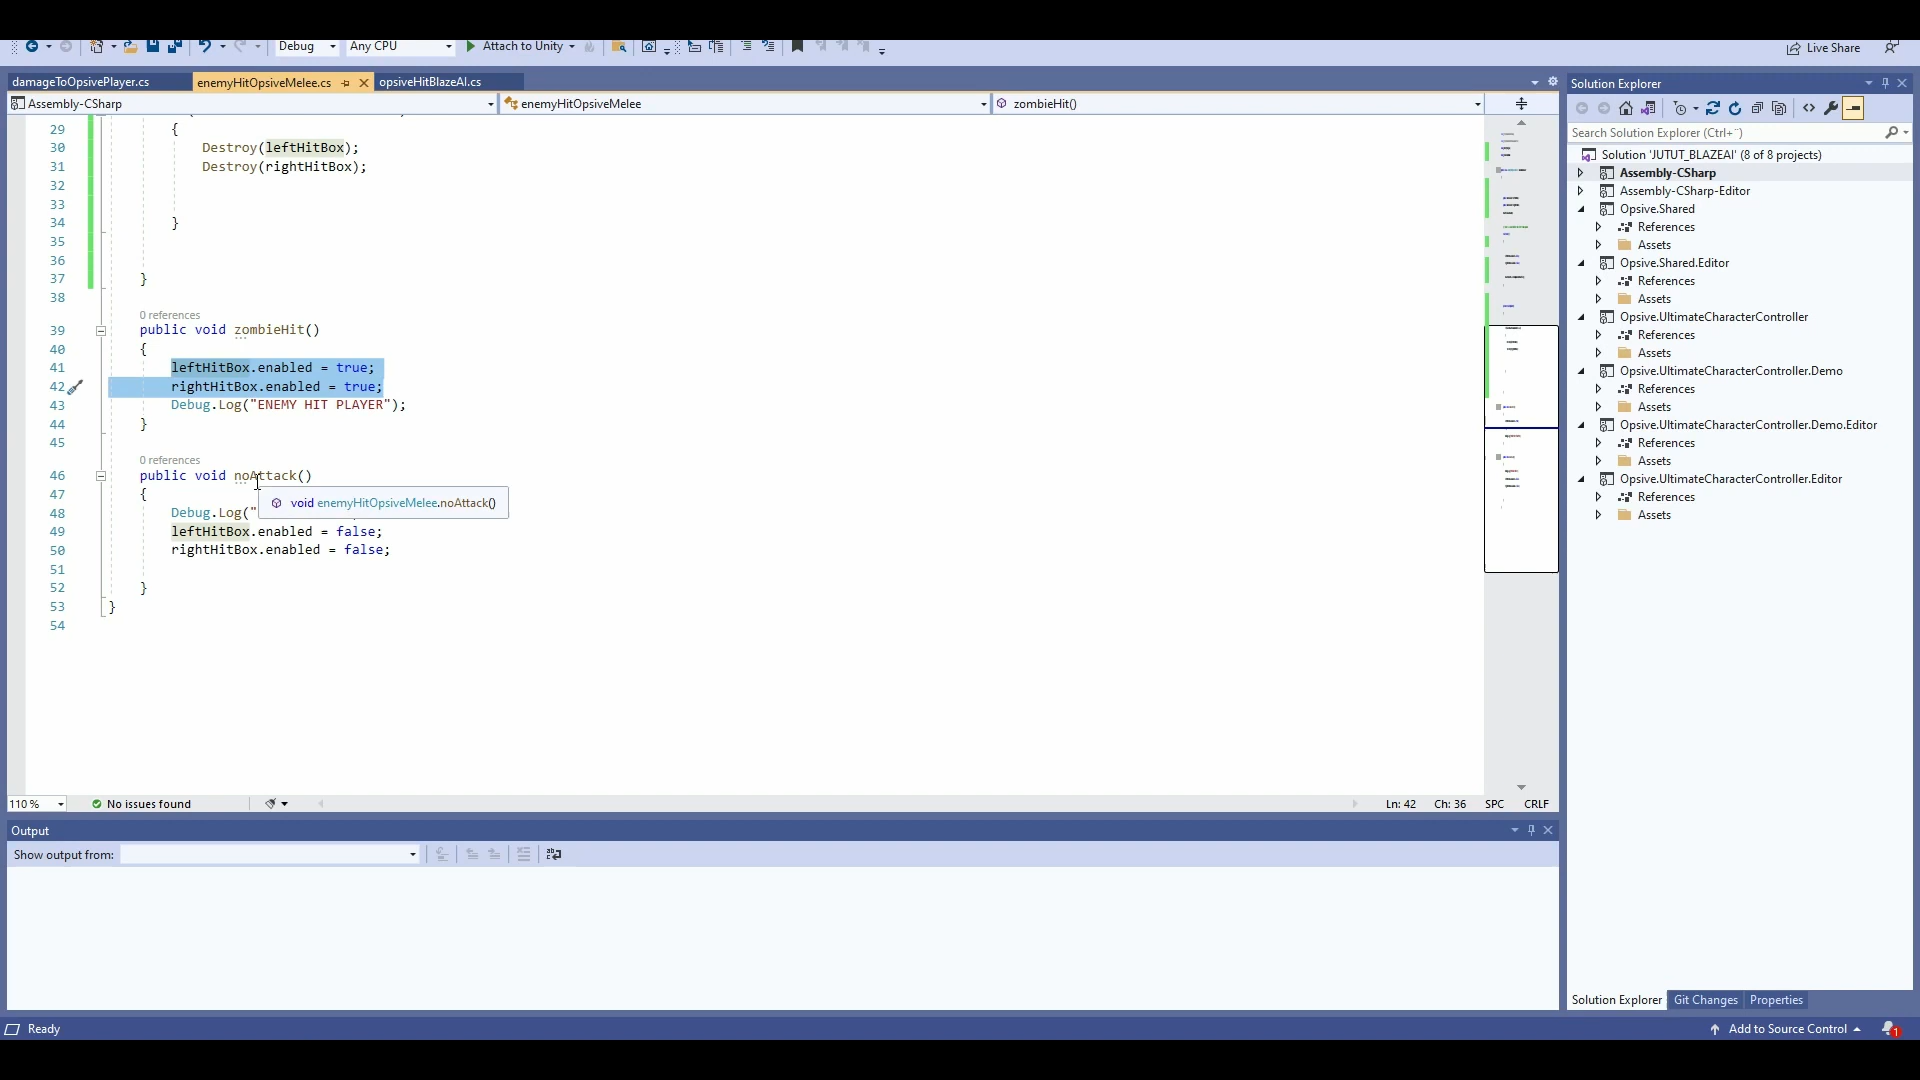 Debug
Any CPU
Attach to Unity
Live Share
damageToOpsivePlayer.cs
enemyHitOpsiveMelee.cs
opsiveHitBlazeAI.cs
Assembly-CSharp
enemyHitOpsiveMelee
zombieHit()
29 {
30 Destroy(leftHitBox);
31 Destroy(rightHitBox);
32
33
34 }
35
36
37 }
38
0 references
39 public void zombieHit()
40 {
41 leftHitBox.enabled = true;
42 rightHitBox.enabled = true;
43 Debug.Log("ENEMY HIT PLAYER");
44 }
45
0 references
46 public void noAttack()
47 {
void enemyHitOpsiveMelee.noAttack()
48 Debug.Log("
49 leftHitBox.enabled = false;
50 rightHitBox.enabled = false;
51
52 }
53 }
54
110 %
No issues found
Ln: 42
Ch: 36
SPC
CRLF
Output
Show output from:
Solution Explorer
Search Solution Explorer (Ctrl+¨)
Solution 'JUTUT_BLAZEAI' (8 of 8 projects)
Assembly-CSharp
Assembly-CSharp-Editor
Opsive.Shared
References
Assets
Opsive.Shared.Editor
References
Assets
Opsive.UltimateCharacterController
References
Assets
Opsive.UltimateCharacterController.Demo
References
Assets
Opsive.UltimateCharacterController.Demo.Editor
References
Assets
Opsive.UltimateCharacterController.Editor
References
Assets
Solution Explorer
Git Changes
Properties
Ready
Add to Source Control
1